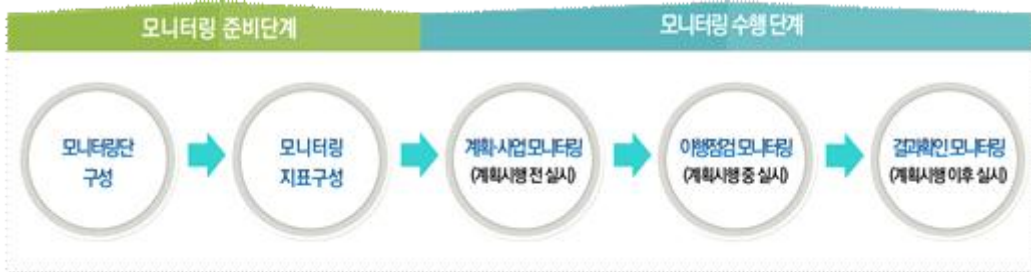 모니터링 준비단계
모니터링 수행 단계
모니터링단
구성
모니터링
지표구성
계획·사업모니터링
(계획시행 전 실시)
이행점검 모니터링
(계획시행 중 실시)
결과확인 모니터링
(계획시행 이후 실시)